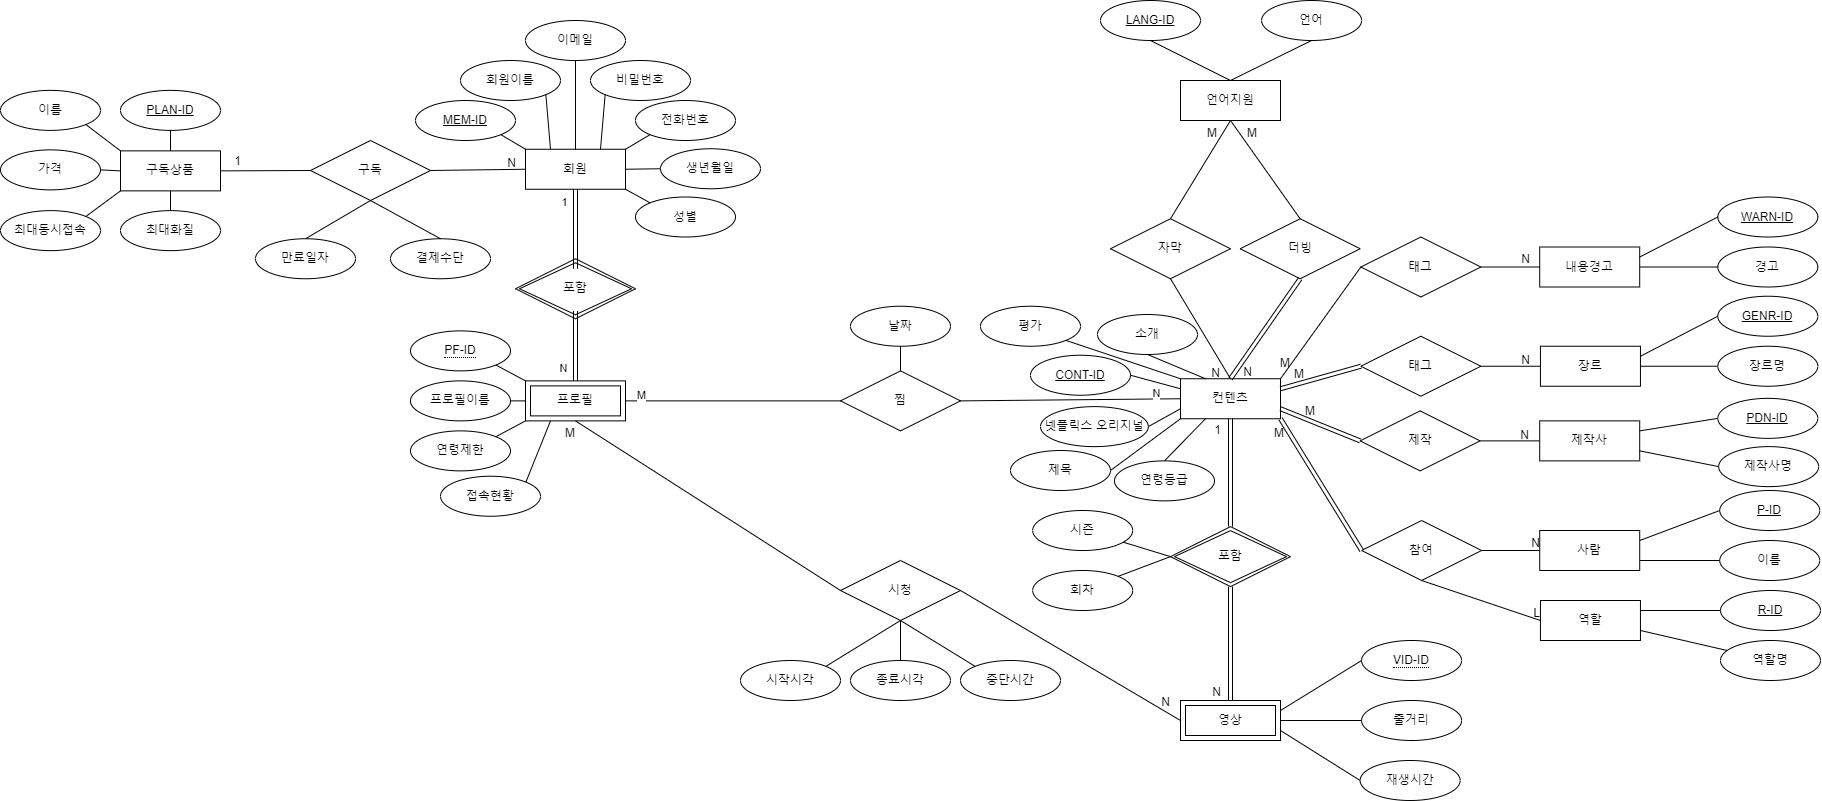 LANG-ID
언어
언어지원
M
M
자막
더빙
N
N
이메일
회원이름
비밀번호
MEM-ID
전화번호
회원
생년월일
성별
이름
PLAN-ID
가격
구독상품
최대동시접속
최대화질
1
구독
N
만료일자
결제수단
1
포함
N
PF-ID
프로필이름
프로필
연령제한
접속현황
M
M
날짜
찜
N
평가
소개
CONT-ID
컨텐츠
넷플릭스 오리지널
제목
연령등급
1
시즌
포함
회차
N
시청
시작시각
종료시각
중단시간
N
영상
VID-ID
줄거리
재생시간
M
태그
N
내용경고
WARN-ID
경고
M
태그
N
장르
GENR-ID
장르명
M
제작
N
제작사
PDN-ID
제작사명
M
참여
N
사람
P-ID
이름
L
역할
R-ID
역할명